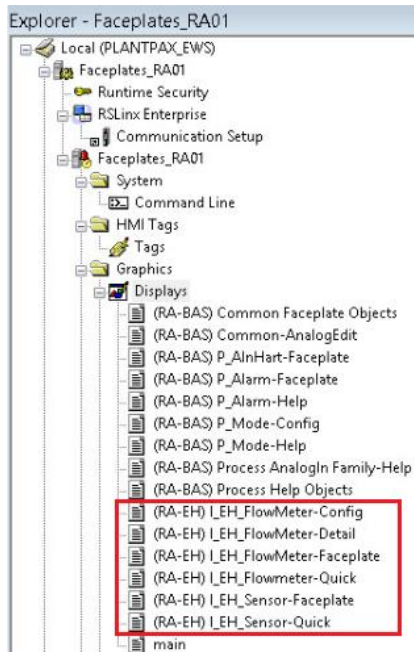 Explorer - Faceplates_RA01
Local (PLANTPAX_EWS)
Faceplates_RA01
Runtime Security
RSLinx Enterprise
Communication Setup
Faceplates_RA01
System
Command Line
HMI Tags
Tags
Graphics
Displays
(RA-BAS) Common Faceplate Objects
(RA-BAS) Common-AnalogEdit
(RA-BAS) P_AInHart-Faceplate
(RA-BAS) P_Alarm-Faceplate
(RA-BAS) P_Alarm-Help
(RA-BAS) P_Mode-Config
(RA-BAS) P_Mode-Help
(RA-BAS) Process AnalogIn Family-Help
(RA-BAS) Process Help Objects
(RA-EH) I_EH_FlowMeter-Config
(RA-EH) I_EH_FlowMeter-Detail
(RA-EH) I_EH_FlowMeter-Faceplate
(RA-EH) I_EH_Flowmeter-Quick
(RA-EH) I_EH_Sensor-Faceplate
(RA-EH) I_EH_Sensor-Quick
main